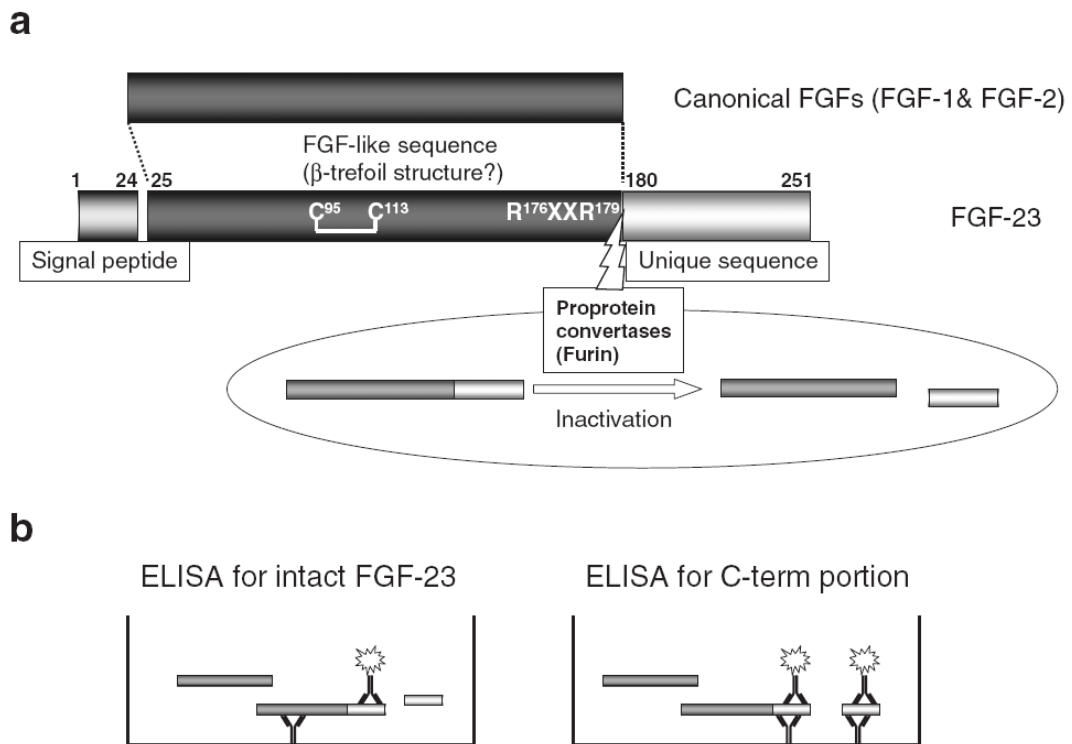 a
Canonical FGFs (FGF-1& FGF-2)
FGF-like sequence
(β-trefoil structure?)
1 24 25 180 251
C95 C113 R176XXR179
FGF-23
Signal peptide
Unique sequence
Proprotein
convertases
(Furin)
Inactivation
b
ELISA for intact FGF-23
ELISA for C-term portion